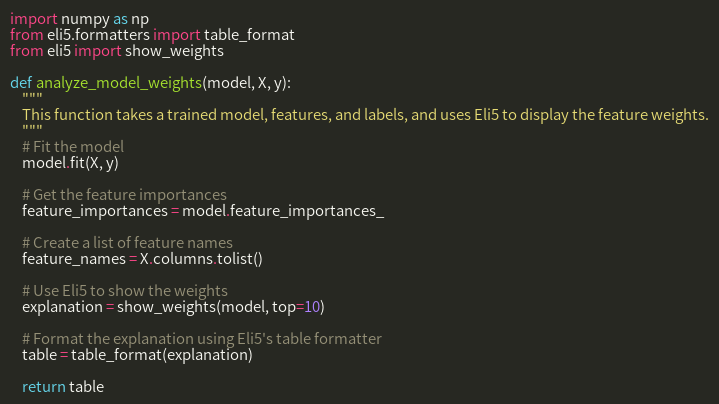 import numpy as np
from eli5.formatters import table_format
from eli5 import show_weights

def analyze_model_weights(model, X, y):
    """
    This function takes a trained model, features, and labels, and uses Eli5 to display the feature weights.
    """
    # Fit the model
    model.fit(X, y)

    # Get the feature importances
    feature_importances = model.feature_importances_

    # Create a list of feature names
    feature_names = X.columns.tolist()

    # Use Eli5 to show the weights
    explanation = show_weights(model, top=10)

    # Format the explanation using Eli5's table formatter
    table = table_format(explanation)

    return table